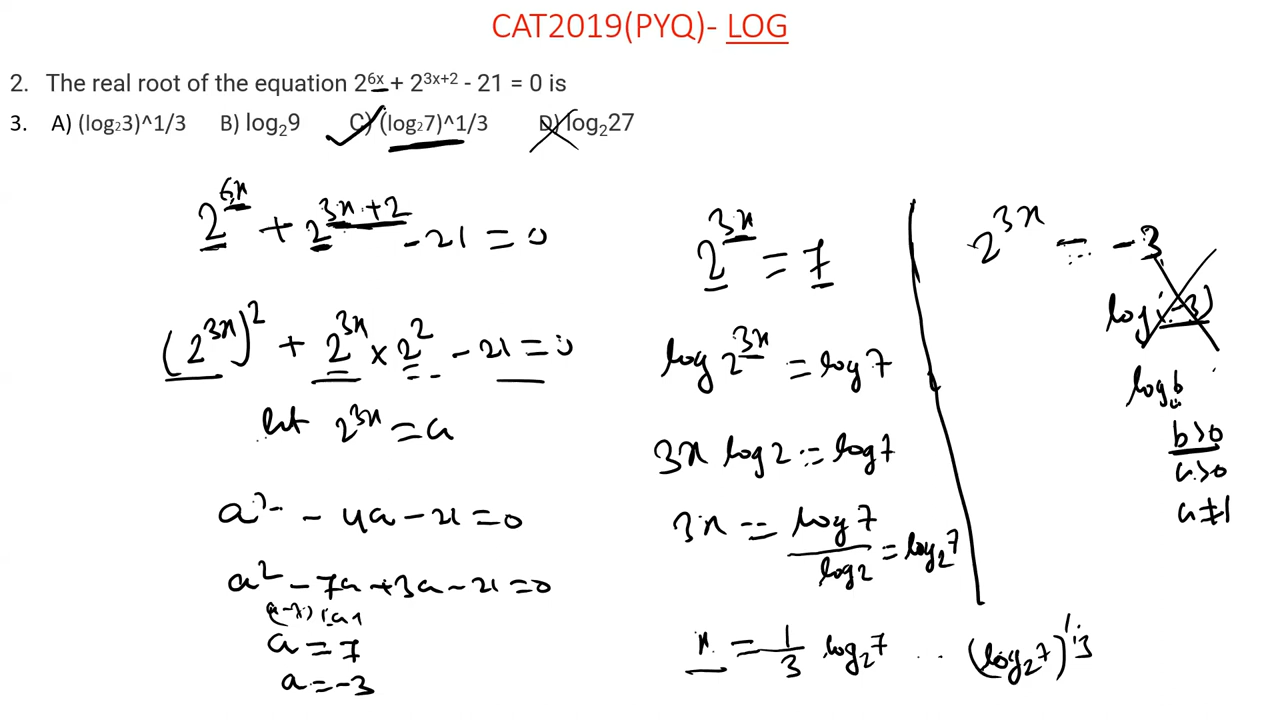 CAT2019(PYQ)- LOG
2. The real root of the equation 2^6x + 2^3x+2 - 21 = 0 is
3. A) (log₂3)^1/3 B) log₂9 C) (log₂7)^1/3 D) log₂27
2^6x + 2^3x+2 - 21 = 0
(2^3x)^2 + 2^3x × 2^2 - 21 = 0
let 2^3x = a
a² - 4a - 21 = 0
a² - 7a + 3a - 21 = 0
a = 7
a = -3
2^3x = 7
log 2^3x = log 7
3x log 2 = log 7
3x = log 7 / log 2 = log₂7
x = 1/3 log₂7 .. (log₂7)^1/3
2^3x = -3
log(-3)
log b
b>0
a>0
a≠1